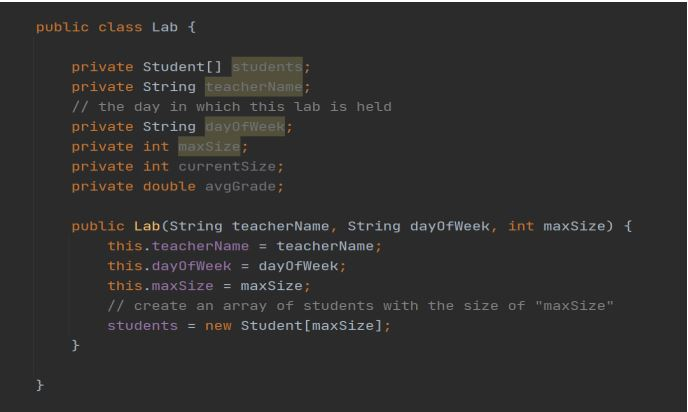 public class Lab {
private Student[] students;
private String teacherName;
// the day in which this lab is held
private String dayOfWeek;
private int maxSize;
private int currentSize;
private double avgGrade;
public Lab(String teacherName, String dayOfWeek, int maxSize) {
this.teacherName = teacherName;
this.dayOfWeek = dayOfWeek;
this.maxSize = maxSize;
// create an array of students with the size of "maxSize"
students = new Student[maxSize];
}
}